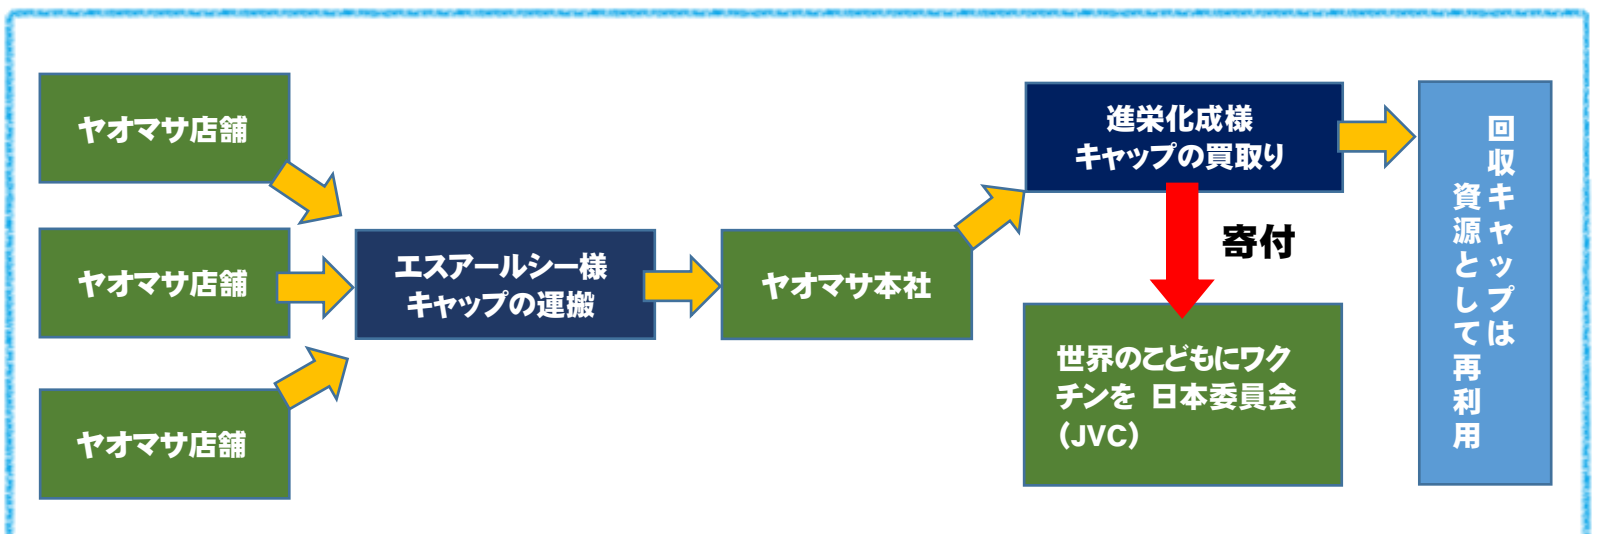 ヤオマサ店舗
ヤオマサ店舗
ヤオマサ店舗
エスアールシー様
キャップの運搬
ヤオマサ本社
進栄化成様
キャップの買取り
寄付
世界のこどもにワク
チンを 日本委員会
（JVC）
回収キャップは
資源として再利用